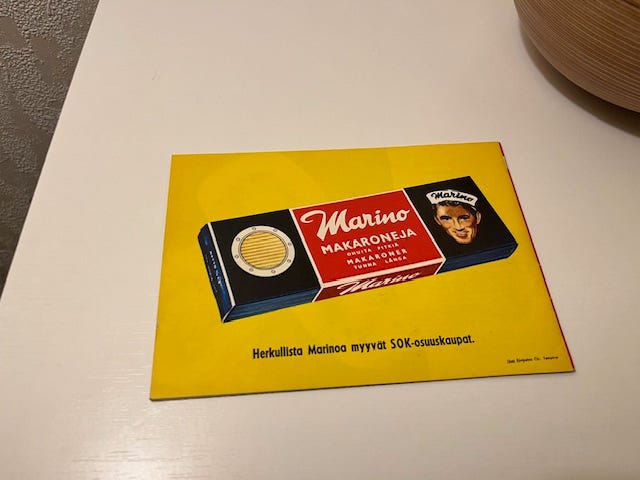 Marino
MAKARONEJA
OHUITA PITKIÄ
MAKARONER
TUNNA LÅNGA
Marino
Marino
Herkullista Marinoa myyvät SOK-osuuskaupat.